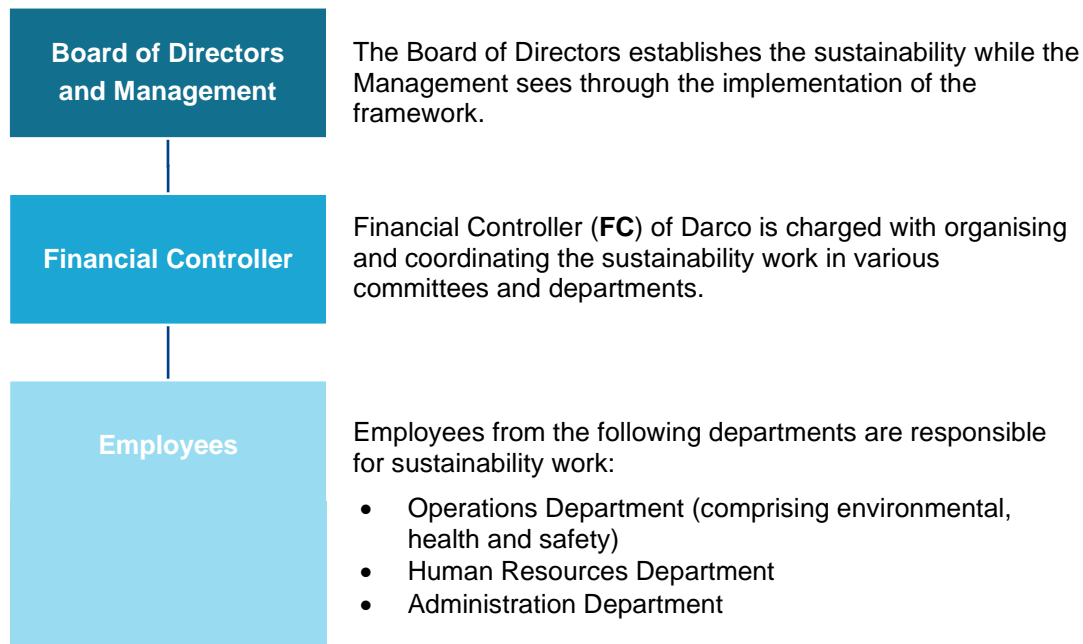 Board of Directors
and Management
The Board of Directors establishes the sustainability while the
Management sees through the implementation of the
framework.
Financial Controller
Financial Controller (FC) of Darco is charged with organising
and coordinating the sustainability work in various
committees and departments.
Employees
Employees from the following departments are responsible
for sustainability work:
• Operations Department (comprising environmental,
health and safety)
• Human Resources Department
• Administration Department